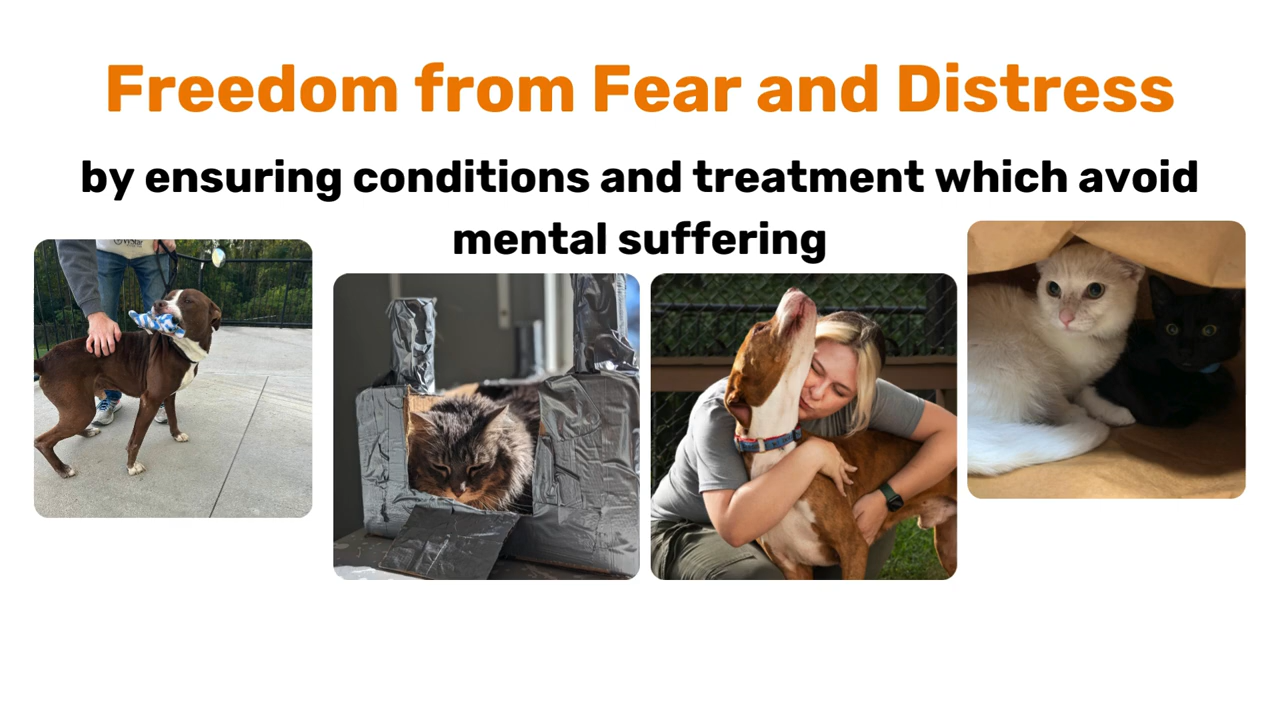 Freedom from Fear and Distress
by ensuring conditions and treatment which avoid
mental suffering